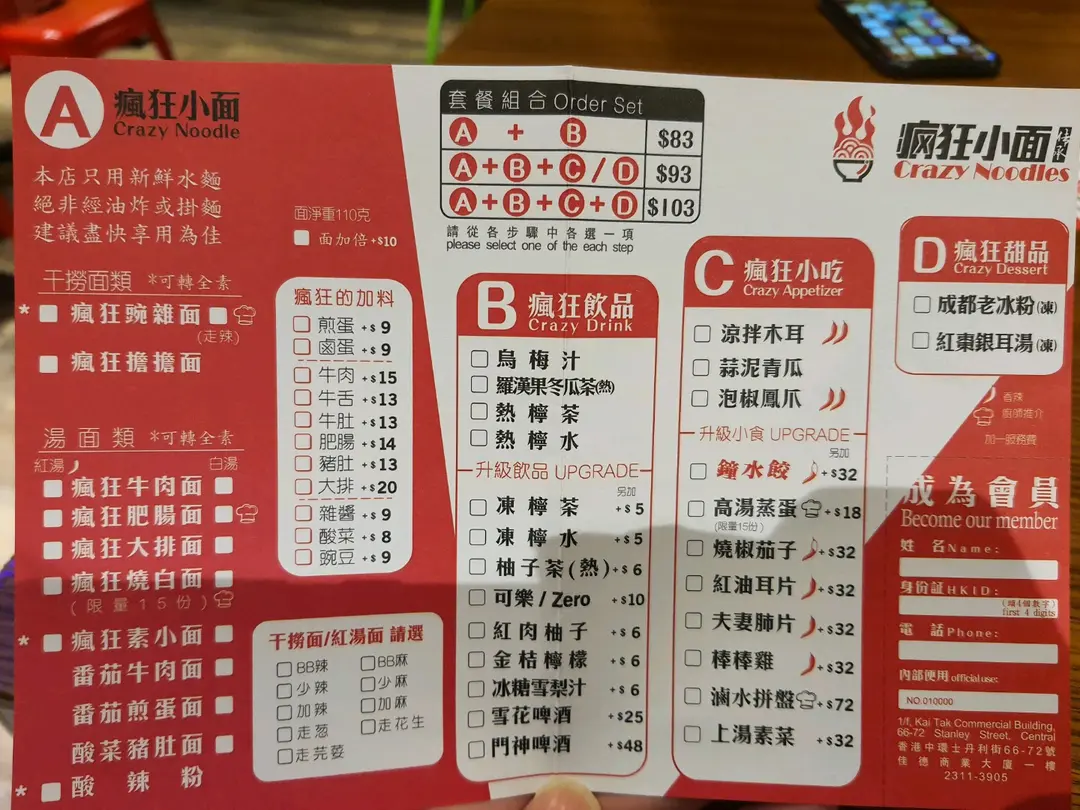 A 瘋狂小面
Crazy Noodle
本店只用新鮮水麵
絕非經油炸或掛麵
建議盡快享用為佳
面淨重110克
面加倍+$10
干撈面類 *可轉全素
* 瘋狂豌雜面
(走辣)
瘋狂擔擔面
湯面類 *可轉全素
紅湯 白湯
瘋狂牛肉面
瘋狂肥腸面
瘋狂大排面
瘋狂燒白面
(限量15份)
* 瘋狂素小面
番茄牛肉面
番茄煎蛋面
酸菜豬肚面
* 酸辣粉
瘋狂的加料
煎蛋 +$9
鹵蛋 +$9
牛肉 +$15
牛舌 +$13
牛肚 +$13
肥腸 +$14
豬肚 +$13
大排 +$20
雜醬 +$9
酸菜 +$8
豌豆 +$9
干撈面/紅湯面 請選
BB辣 BB麻
少辣 少麻
加辣 加麻
走葱 走花生
走芫荽
套餐組合 Order Set
A + B $83
A+B+C/D $93
A+B+C+D $103
請從各步驟中各選一項
please select one of the each step
B 瘋狂飲品
Crazy Drink
烏梅汁
羅漢果冬瓜茶(熱)
熱檸茶
熱檸水
升級飲品 UPGRADE
另加
凍檸茶 +$5
凍檸水 +$5
柚子茶(熱) +$6
可樂/Zero +$10
紅肉柚子 +$6
金桔檸檬 +$6
冰糖雪梨汁 +$6
雪花啤酒 +$25
門神啤酒 +$48
C 瘋狂小吃
Crazy Appetizer
涼拌木耳
蒜泥青瓜
泡椒鳳爪
升級小食 UPGRADE
另加
鐘水餃 +$32
高湯蒸蛋 +$18
(限量15份)
燒椒茄子 +$32
紅油耳片 +$32
夫妻肺片 +$32
棒棒雞 +$32
滷水拼盤 +$72
上湯素菜 +$32
瘋狂小面
Crazy Noodles
D 瘋狂甜品
Crazy Dessert
成都老冰粉(凍)
紅棗銀耳湯(凍)
香辣
廚師推介
加一服務費
成為會員
Become our member
姓 名Name:
身份証HKID:
(頭4個數字)
first 4 digits
電 話Phone:
內部使用 official use:
NO.010000
1/f, Kai Tak Commercial Building,
66-72 Stanley Street, Central
香港中環士丹利街66-72號
佳德商業大廈一樓
2311-3905